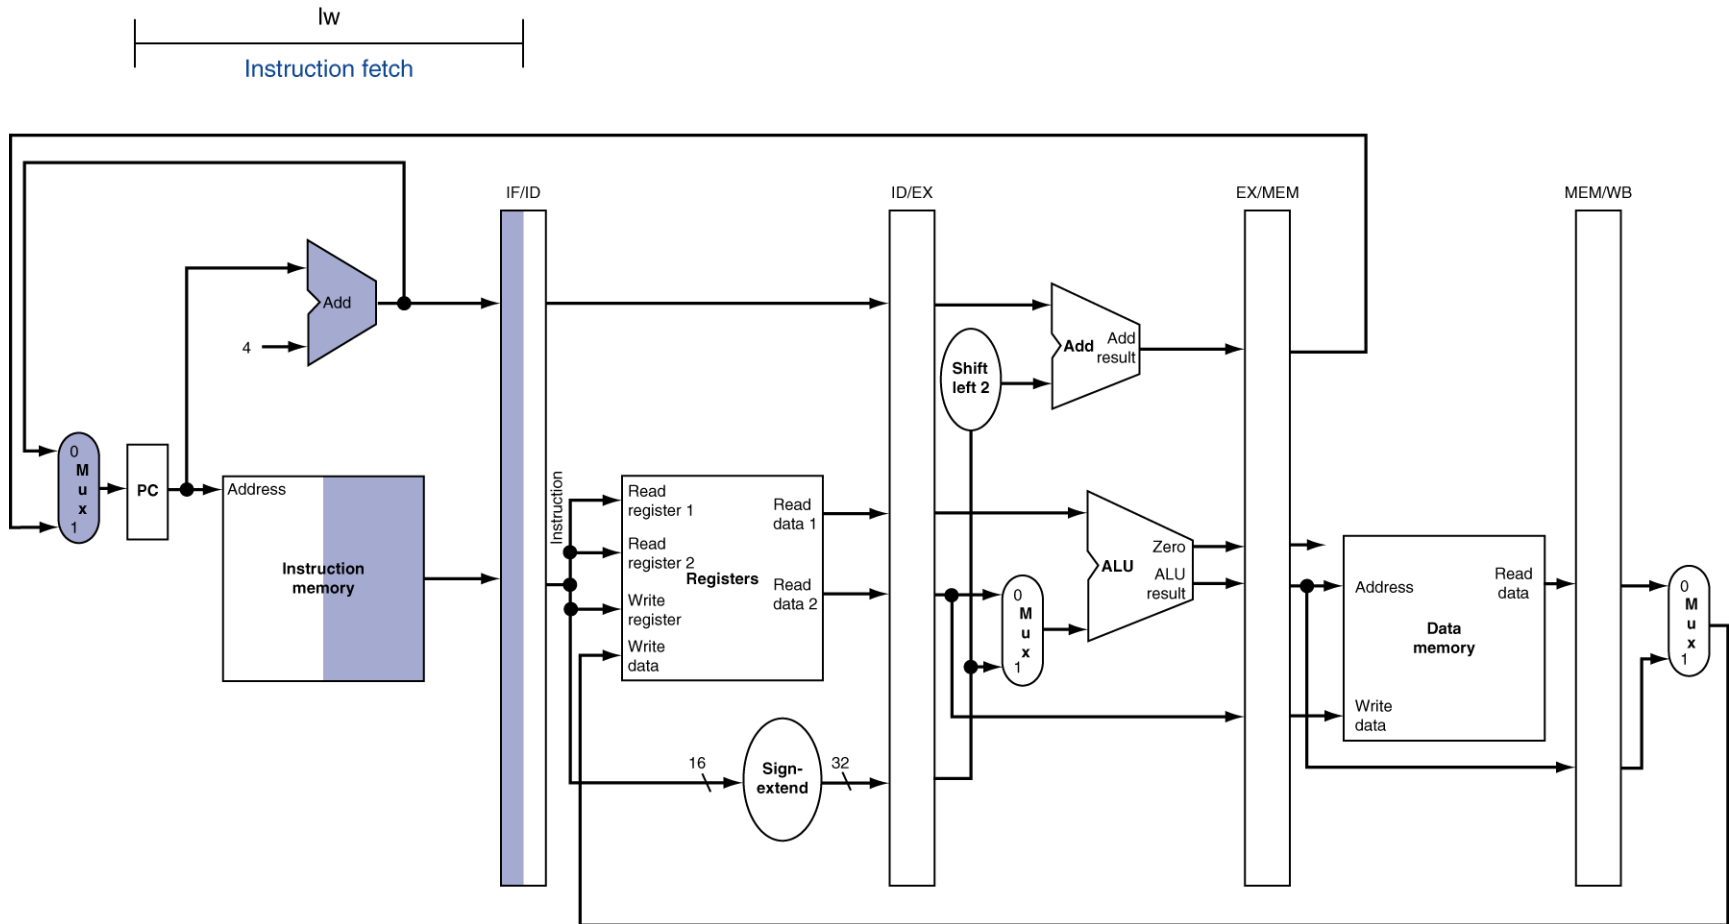 lw
Instruction fetch
IF/ID
ID/EX
EX/MEM
MEM/WB
Add
4
Shift
left 2
Add
Add
result
0
M
u
x
1
PC
Address
Instruction
memory
Instruction
Read
register 1
Read
register 2
Write
register
Write
data
Registers
Read
data 1
Read
data 2
16
Sign-
extend
32
0
M
u
x
1
ALU
Zero
ALU
result
Address
Write
data
Data
memory
Read
data
0
M
u
x
1